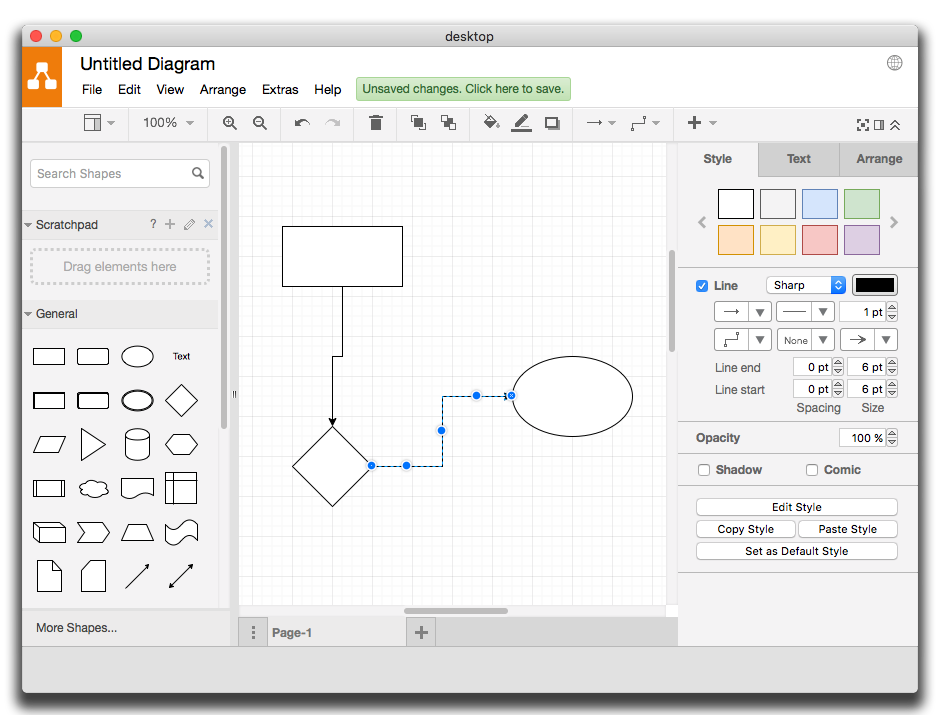 desktop
Untitled Diagram
File Edit View Arrange Extras Help Unsaved changes. Click here to save.
100%
Search Shapes
Scratchpad ?
Drag elements here
General
Text
More Shapes...
Page-1
Style Text Arrange
Line Sharp
1 pt
None
Line end 0 pt 6 pt
Line start 0 pt 6 pt
Spacing Size
Opacity 100 %
Shadow Comic
Edit Style
Copy Style Paste Style
Set as Default Style